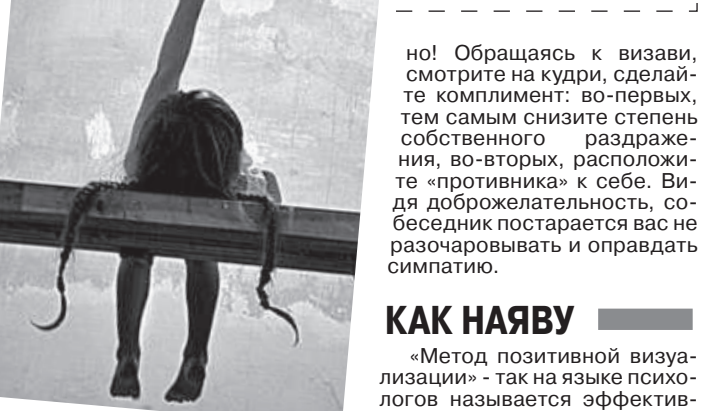 но! Обращаясь к визави,
смотрите на кудри, сделай-
те комплимент: во-первых,
тем самым снизите степень
собственного раздраже-
ния, во-вторых, расположи-
те «противника» к себе. Ви-
дя доброжелательность, со-
беседник постарается вас не
разочаровывать и оправдать
симпатию.
КАК НАЯВУ
«Метод позитивной визуа-
лизации» - так на языке психо-
логов называется эффектив-